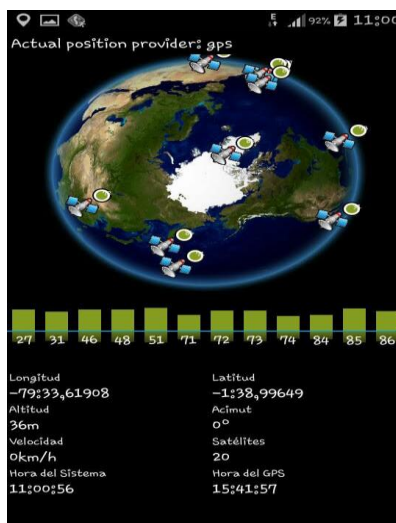 E 92% 11:00
Actual position provider: gps
27 31 46 48 51 71 72 73 74 84 85 86
Longitud Latitud
-79:33,61908 -1:38,99649
Altitud Acimut
36m 0°
Velocidad Satélites
0km/h 20
Hora del Sistema Hora del GPS
11:00:56 15:41:57